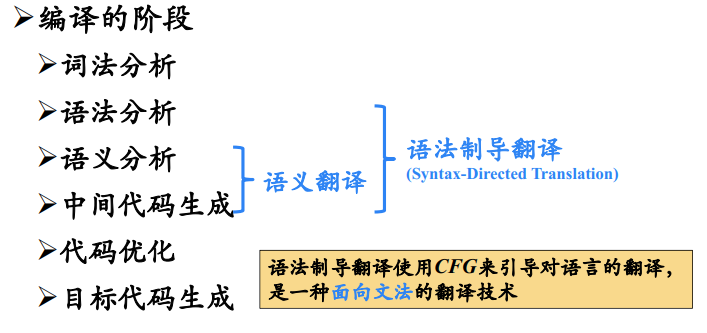 ➢编译的阶段
➢词法分析
➢语法分析
➢语义分析
➢中间代码生成
➢代码优化
➢目标代码生成
语义翻译
语法制导翻译
(Syntax-Directed Translation)
语法制导翻译使用CFG来引导对语言的翻译，
是一种面向文法的翻译技术